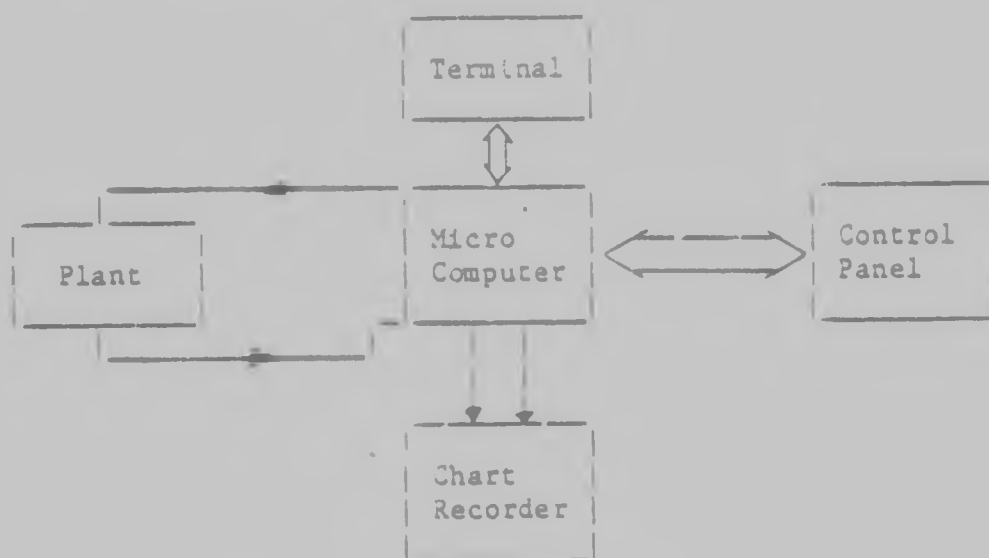 Terminal
Plant
Micro
Computer
Control
Panel
Chart
Recorder